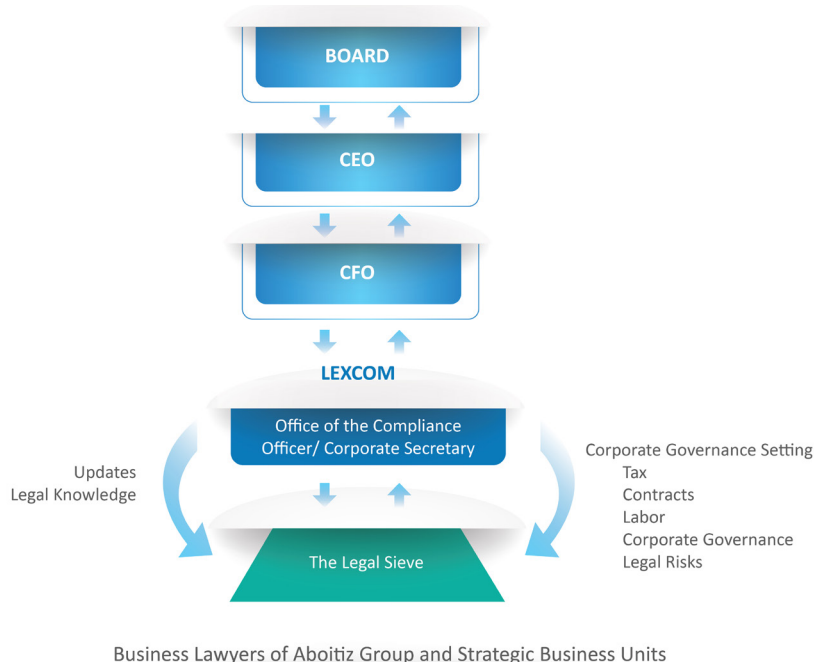 BOARD
CEO
CFO
LEXCOM
Office of the Compliance
Officer/ Corporate Secretary
Updates
Legal Knowledge
Corporate Governance Setting
Tax
Contracts
Labor
Corporate Governance
Legal Risks
The Legal Sieve
Business Lawyers of Aboitiz Group and Strategic Business Units